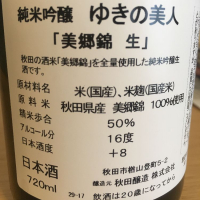 純米吟醸 ゆきの美人
「美郷錦 生」
秋田の酒米「美郷錦」を全量使用した純米吟醸生
酒です。
原材料名 米(国産)、米麹(国産米)
原料米 秋田県産 美郷錦 100%使用
精米歩合 50%
アルコール分 16度
日本酒度 +8
日本酒
720ml
秋田市楢山登町5-2
製造元 秋田醸造 株式会社
29-17 飲酒は20歳になってから